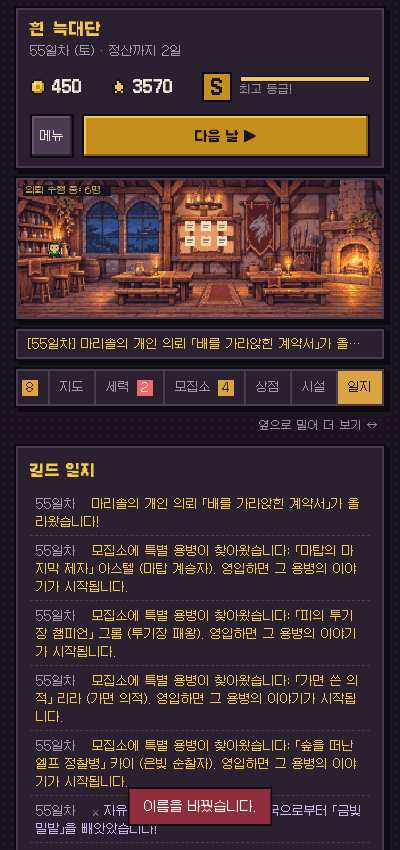 흰 늑대단
55일차 (토) · 정산까지 2일
450 3570 S 최고 등급!
메뉴 다음 날 ▶
의뢰 수행 중: 6명
[55일차] 마리솔의 개인 의뢰 「배를 가라앉힌 계약서」가 올…
8 지도 세력 2 모집소 4 상점 시설 일지
옆으로 밀어 더 보기 ↔
길드 일지
55일차 마리솔의 개인 의뢰 「배를 가라앉힌 계약서」가 올
라왔습니다!
55일차 모집소에 특별 용병이 찾아왔습니다: 「마탑의 마
지막 제자」 아스텔 (마탑 계승자). 영입하면 그 용병의 이야
기가 시작됩니다.
55일차 모집소에 특별 용병이 찾아왔습니다: 「피의 투기
장 챔피언」 그롬 (투기장 패왕). 영입하면 그 용병의 이야기
가 시작됩니다.
55일차 모집소에 특별 용병이 찾아왔습니다: 「가면 쓴 의
적」 리라 (가면 의적). 영입하면 그 용병의 이야기가 시작됩
니다.
55일차 모집소에 특별 용병이 찾아왔습니다: 「숲을 떠난
엘프 정찰병」 카이 (은빛 순찰자). 영입하면 그 용병의 이야
기가 시작됩니다.
55일차 ⚔ 자유 국으로부터 「금빛
밀밭」을 빼앗았습니다!
이름을 바꿨습니다.